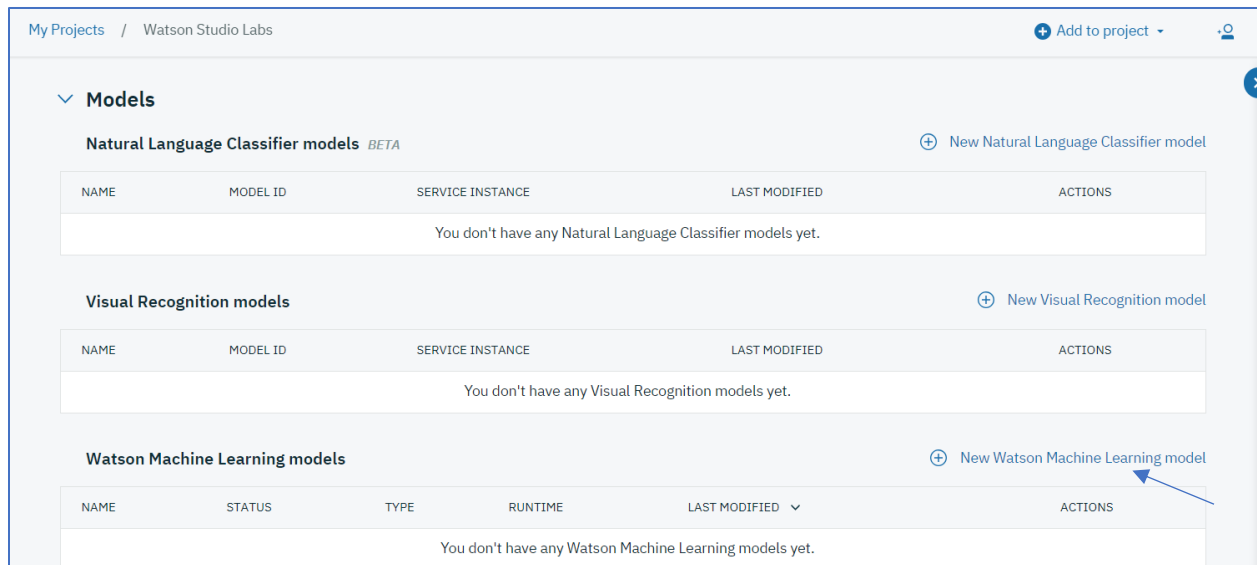 My Projects / Watson Studio Labs Add to project
Models
Natural Language Classifier models BETA New Natural Language Classifier model
NAME MODEL ID SERVICE INSTANCE LAST MODIFIED ACTIONS
You don't have any Natural Language Classifier models yet.
Visual Recognition models New Visual Recognition model
NAME MODEL ID SERVICE INSTANCE LAST MODIFIED ACTIONS
You don't have any Visual Recognition models yet.
Watson Machine Learning models New Watson Machine Learning model
NAME STATUS TYPE RUNTIME LAST MODIFIED ACTIONS
You don't have any Watson Machine Learning models yet.